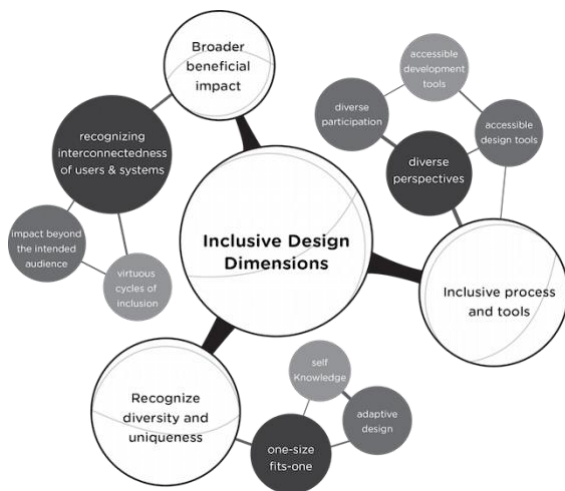 Broader
beneficial
impact
recognizing
interconnectedness
of users & systems
impact beyond
the intended
audience
virtuous
cycles of
inclusion
accessible
development
tools
diverse
participation
accessible
design tools
diverse
perspectives
Inclusive Design
Dimensions
Inclusive process
and tools
Recognize
diversity and
uniqueness
self
Knowledge
adaptive
design
one-size
fits-one